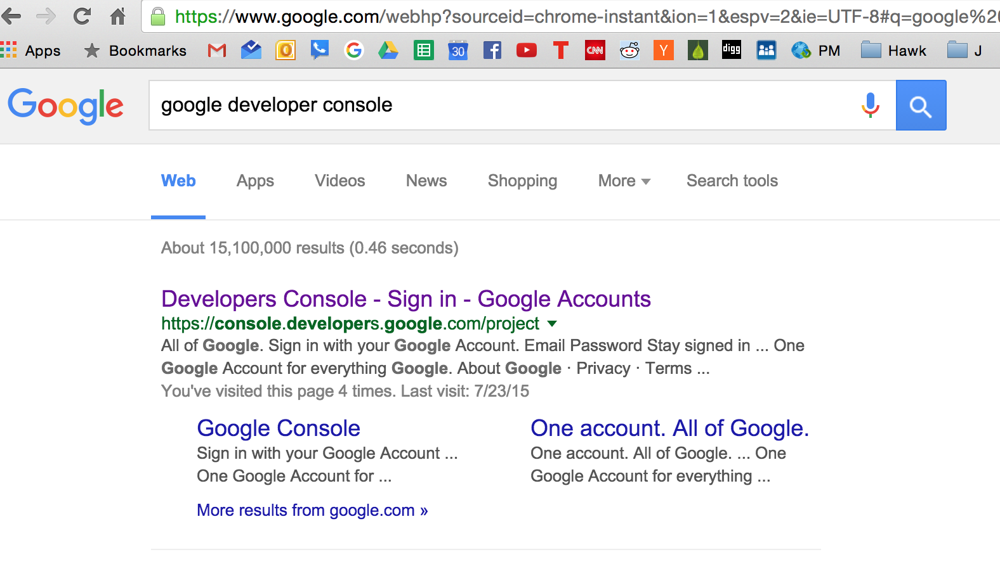 https://www.google.com/webhp?sourceid=chrome-instant&ion=1&espv=2&ie=UTF-8#q=google%20
Apps Bookmarks 30 CNN Y digg PM Hawk J
Google google developer console
Web Apps Videos News Shopping More Search tools
About 15,100,000 results (0.46 seconds)
Developers Console - Sign in - Google Accounts
https://console.developers.google.com/project
All of Google. Sign in with your Google Account. Email Password Stay signed in ... One
Google Account for everything Google. About Google · Privacy · Terms ...
You've visited this page 4 times. Last visit: 7/23/15
Google Console
Sign in with your Google Account ...
One Google Account for ...
One account. All of Google.
One account. All of Google. ... One
Google Account for everything ...
More results from google.com »